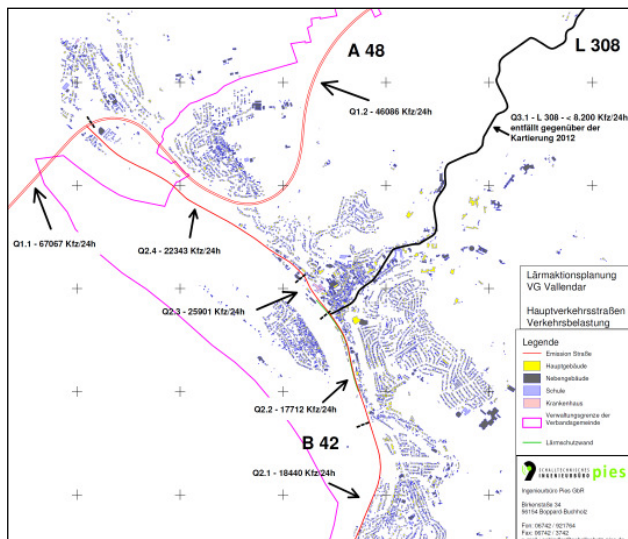 A 48
L 308
Q1.2 - 46086 Kfz/24h
Q3.1 - L 308 - < 8.200 Kfz/24h
entfällt gegenüber der
Kartierung 2012
Q1.1 - 67067 Kfz/24h
Q2.4 - 22343 Kfz/24h
Q2.3 - 25901 Kfz/24h
Q2.2 - 17712 Kfz/24h
B 42
Q2.1 - 18440 Kfz/24h
Lärmaktionsplanung
VG Vallendar
Hauptverkehrsstraßen
Verkehrsbelastung
Legende
Emission Straße
Hauptgebäude
Nebengebäude
Schule
Krankenhaus
Verwaltungsgrenze der
Verbandsgemeinde
Lärmschutzwand
SCHALLTECHNISCHES
INGENIEURBÜRO pies
Ingenieurbüro Pies GbR
Birkenstraße 34
56154 Boppard-Buchholz
Fon: 06742 / 921764
Fax: 06742 / 3742